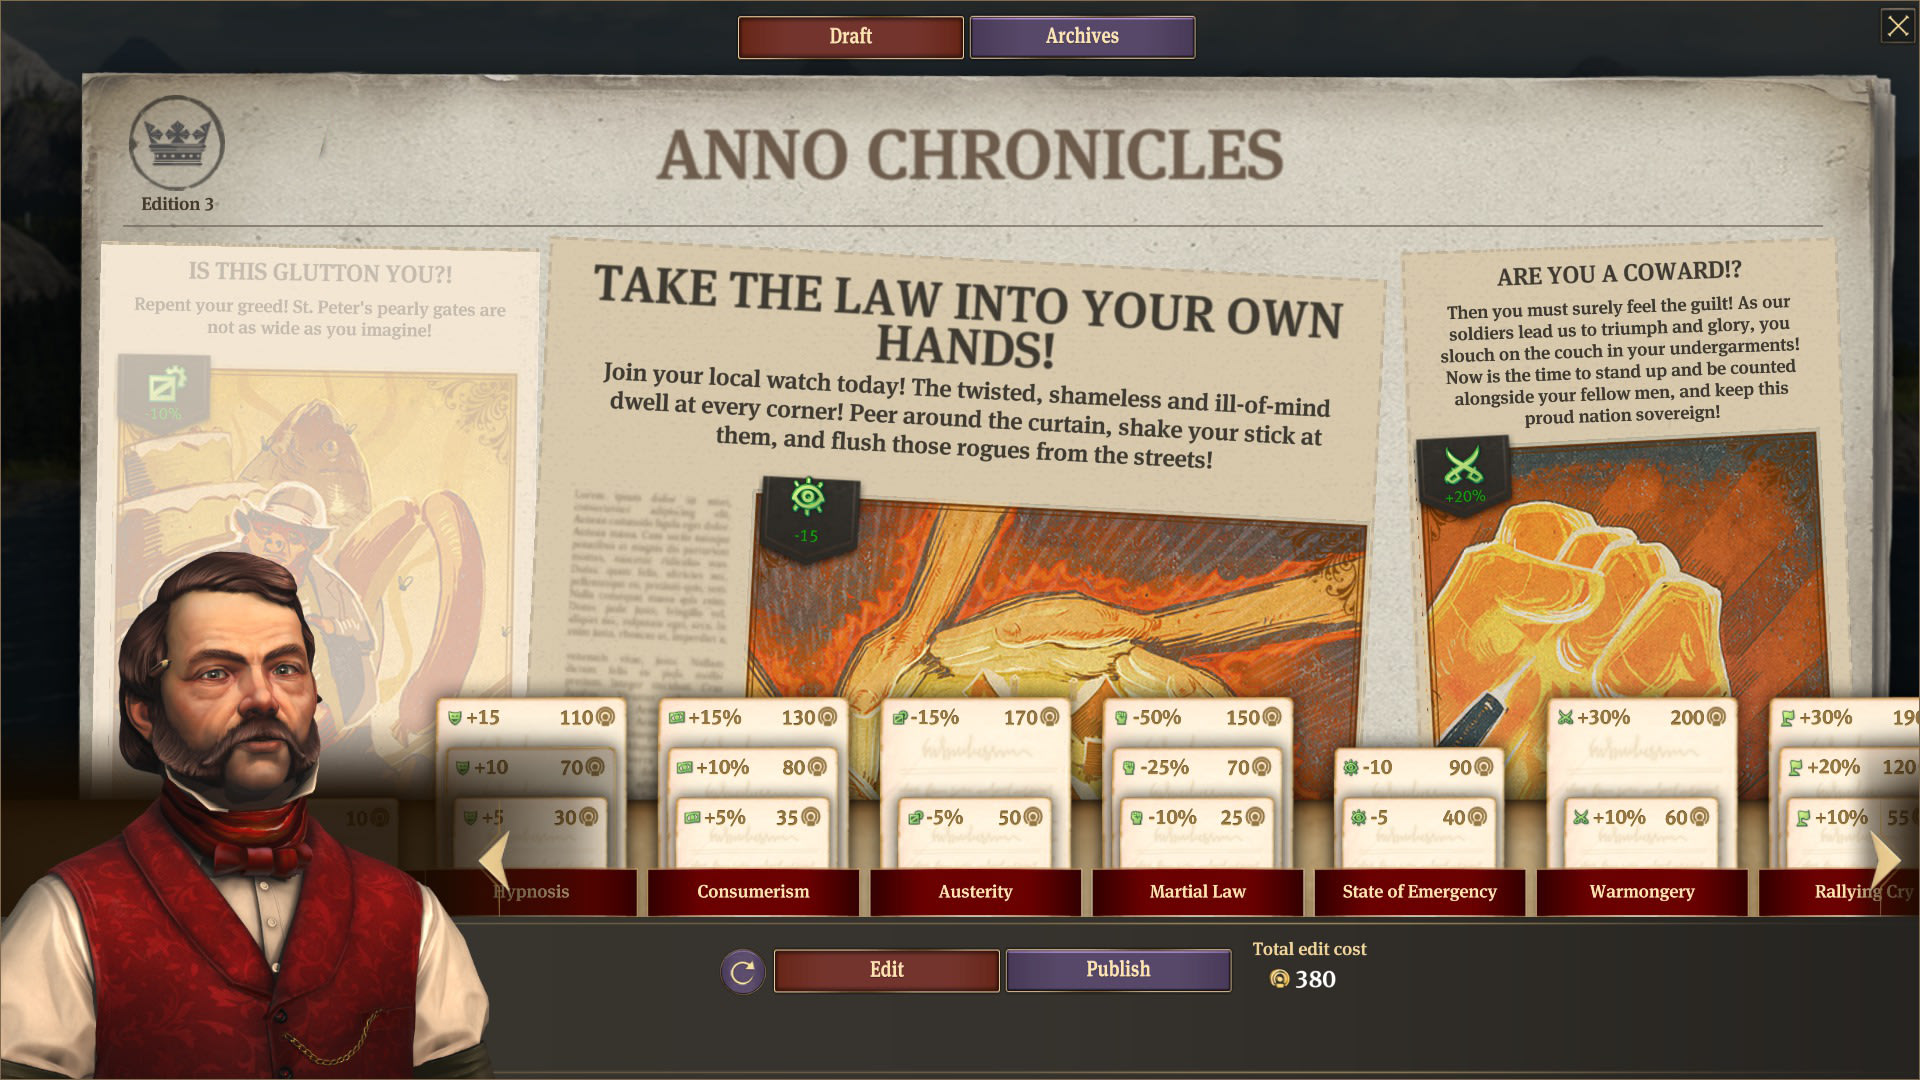 Draft
Archives
ANNO CHRONICLES
Edition 3
IS THIS GLUTTON YOU?!
Repent your greed! St. Peter's pearly gates are
not as wide as you imagine!
-10%
TAKE THE LAW INTO YOUR OWN
HANDS!
Join your local watch today! The twisted, shameless and ill-of-mind
dwell at every corner! Peer around the curtain, shake your stick at
them, and flush those rogues from the streets!
-15
ARE YOU A COWARD!?
Then you must surely feel the guilt! As our
soldiers lead us to triumph and glory, you
slouch on the couch in your undergarments!
Now is the time to stand up and be counted
alongside your fellow men, and keep this
proud nation sovereign!
+20%
10
+15 110
+10 70
+5 30
Hypnosis
+15% 130
+10% 80
+5% 35
Consumerism
-15% 170
-5% 50
Austerity
-50% 150
-25% 70
-10% 25
Martial Law
-10 90
-5 40
State of Emergency
+30% 200
+10% 60
Warmongery
+30% 190
+20% 120
+10% 55
Rallying Cry
Edit
Publish
Total edit cost
380